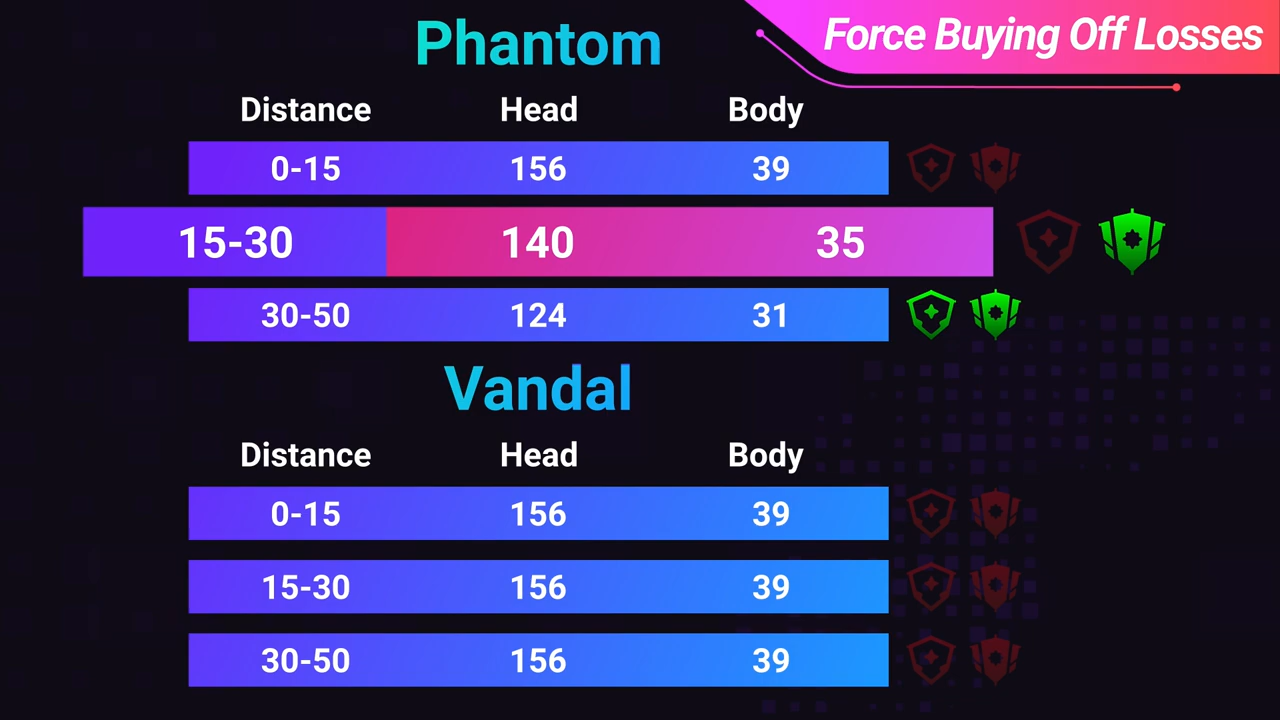 Force Buying Off Losses
Phantom
Distance Head Body
0-15 156 39
15-30 140 35
30-50 124 31
Vandal
Distance Head Body
0-15 156 39
15-30 156 39
30-50 156 39